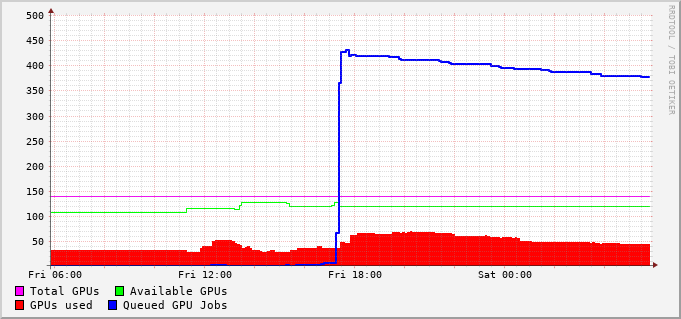 500
450
400
350
300
250
200
150
100
50
Fri 06:00 Fri 12:00 Fri 18:00 Sat 00:00
Total GPUs Available GPUs
GPUs used Queued GPU Jobs
RRDTOOL / TOBI OETIKER